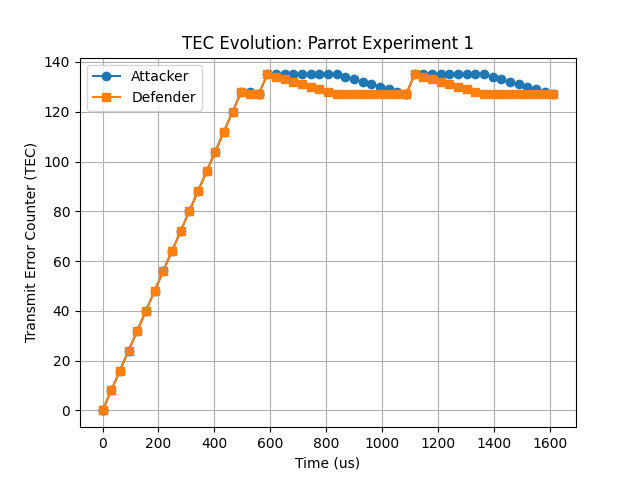 TEC Evolution: Parrot Experiment 1
Attacker
Defender
Transmit Error Counter (TEC)
140
120
100
80
60
40
20
0
0 200 400 600 800 1000 1200 1400 1600
Time (us)